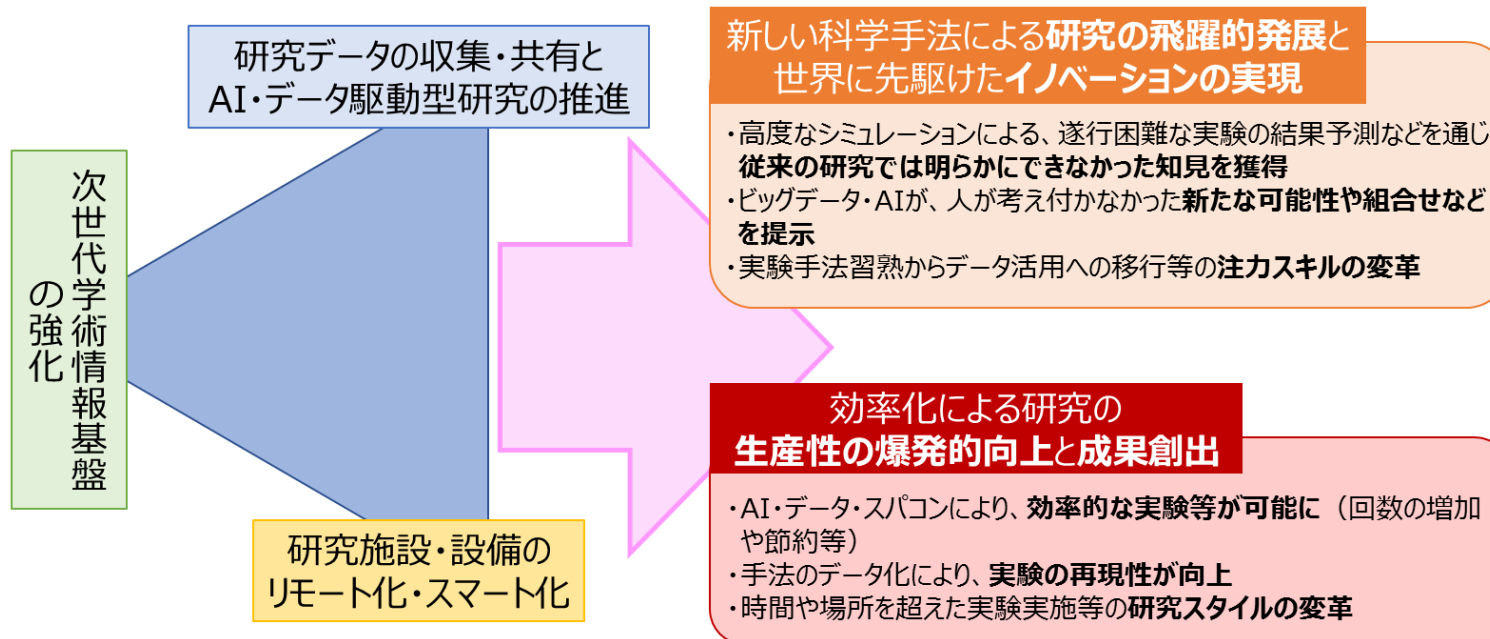 研究データの収集・共有と
AI・データ駆動型研究の推進
次世代学術情報基盤
の強化
研究施設・設備の
リモート化・スマート化
新しい科学手法による研究の飛躍的発展と
世界に先駆けたイノベーションの実現
・高度なシミュレーションによる、遂行困難な実験の結果予測などを通じ
従来の研究では明らかにできなかった知見を獲得
・ビッグデータ・AIが、人が考え付かなかった新たな可能性や組合せなど
を提示
・実験手法習熟からデータ活用への移行等の注力スキルの変革
効率化による研究の
生産性の爆発的向上と成果創出
・AI・データ・スパコンにより、効率的な実験等が可能に（回数の増加
や節約等）
・手法のデータ化により、実験の再現性が向上
・時間や場所を超えた実験実施等の研究スタイルの変革